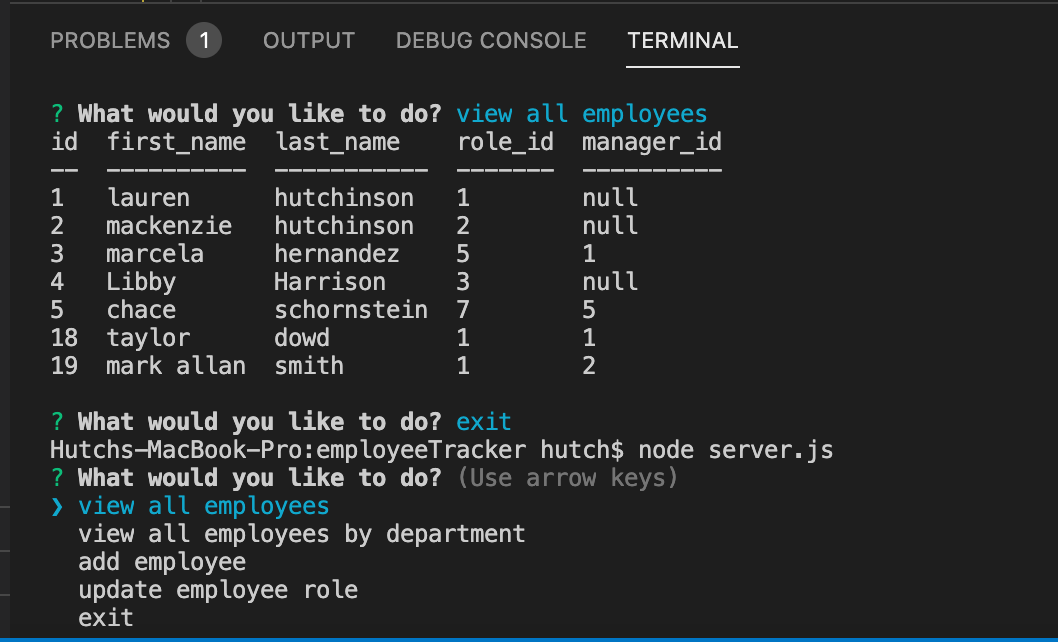 PROBLEMS 1 OUTPUT DEBUG CONSOLE TERMINAL
? What would you like to do? view all employees
id  first_name  last_name    role_id  manager_id
--  ----------  -----------  -------  ----------
1   lauren      hutchinson   1        null
2   mackenzie   hutchinson   2        null
3   marcela     hernandez    5        1
4   Libby       Harrison     3        null
5   chace       schornstein  7        5
18  taylor      dowd         1        1
19  mark allan  smith        1        2
? What would you like to do? exit
Hutchs-MacBook-Pro:employeeTracker hutch$ node server.js
? What would you like to do? (Use arrow keys)
❯ view all employees
  view all employees by department
  add employee
  update employee role
  exit